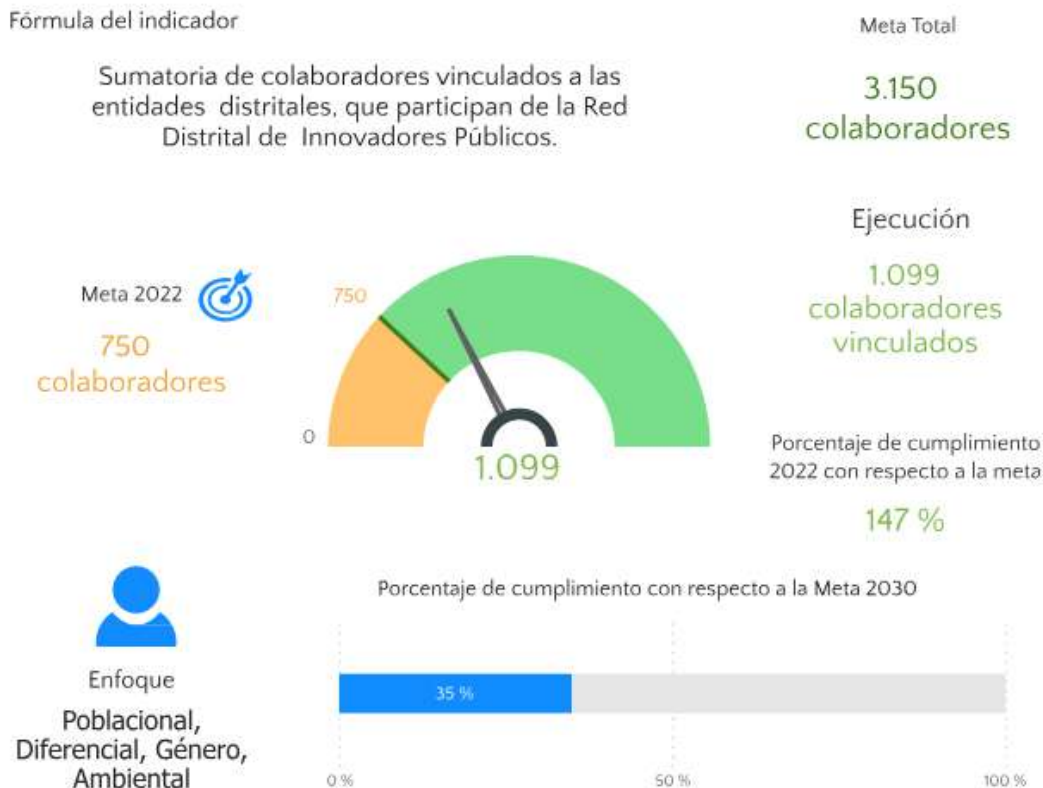 Fórmula del indicador
Sumatoria de colaboradores vinculados a las
entidades distritales, que participan de la Red
Distrital de Innovadores Públicos.
Meta Total
3.150
colaboradores
Ejecución
1.099
colaboradores
vinculados
Meta 2022
750
colaboradores
750
0
1.099
Porcentaje de cumplimiento
2022 con respecto a la meta
147 %
Enfoque
Poblacional,
Diferencial, Género,
Ambiental
Porcentaje de cumplimiento con respecto a la Meta 2030
35 %
0 %
50 %
100 %